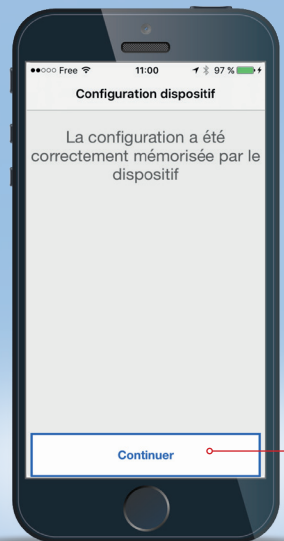 Free 11:00 97 %
Configuration dispositif
La configuration a été
correctement mémorisée par le
dispositif
Continuer